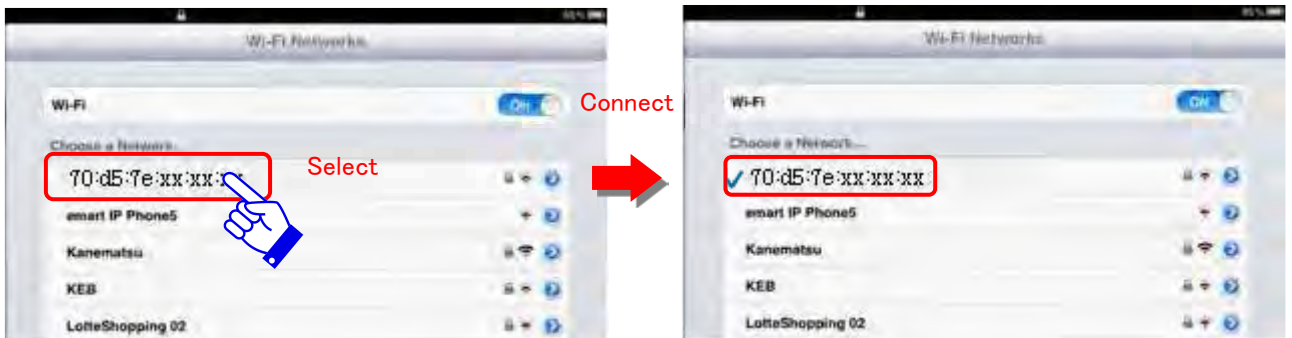 Wi-Fi Networks
Wi-Fi
ON
Choose a Network...
70:d5:7e:xx:xx:xx
emart IP Phone5
Kanematsu
KEB
LotteShopping 02
Select
Connect
Wi-Fi Networks
Wi-Fi
ON
Choose a Network...
70:d5:7e:xx:xx:xx
emart IP Phone5
Kanematsu
KEB
LotteShopping 02